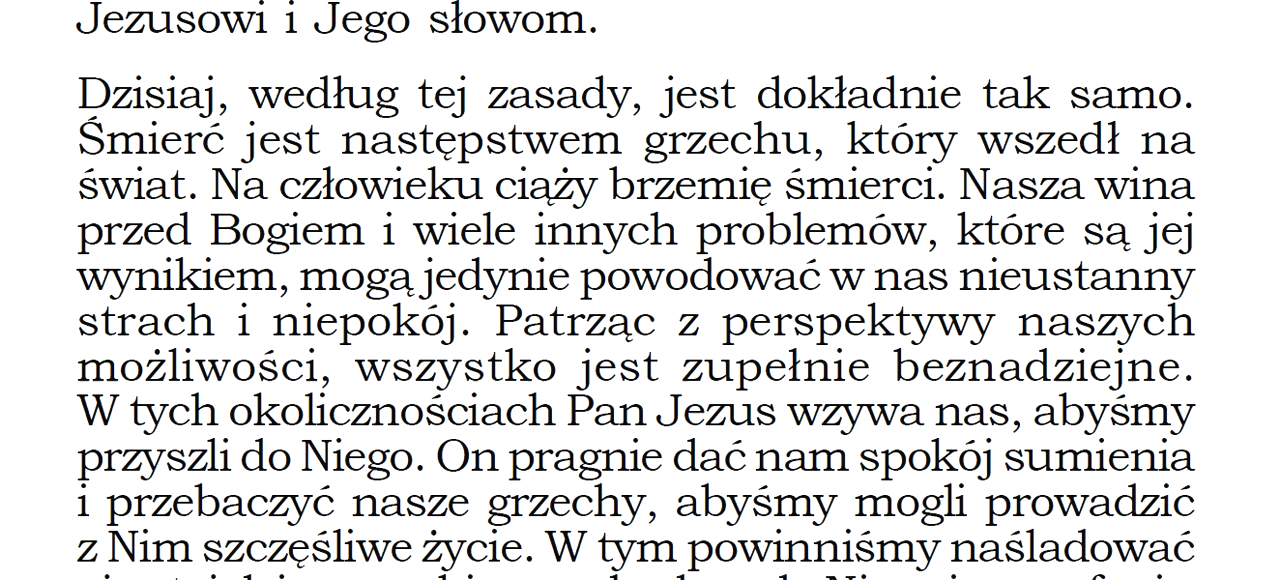 Jezusowi i Jego słowom.
Dzisiaj, według tej zasady, jest dokładnie tak samo.
Śmierć jest następstwem grzechu, który wszedł na
świat. Na człowieku ciąży brzemię śmierci. Nasza wina
przed Bogiem i wiele innych problemów, które są jej
wynikiem, mogą jedynie powodować w nas nieustanny
strach i niepokój. Patrząc z perspektywy naszych
możliwości, wszystko jest zupełnie beznadziejne.
W tych okolicznościach Pan Jezus wzywa nas, abyśmy
przyszli do Niego. On pragnie dać nam spokój sumienia
i przebaczyć nasze grzechy, abyśmy mogli prowadzić
z Nim szczęśliwe życie. W tym powinniśmy naśladować